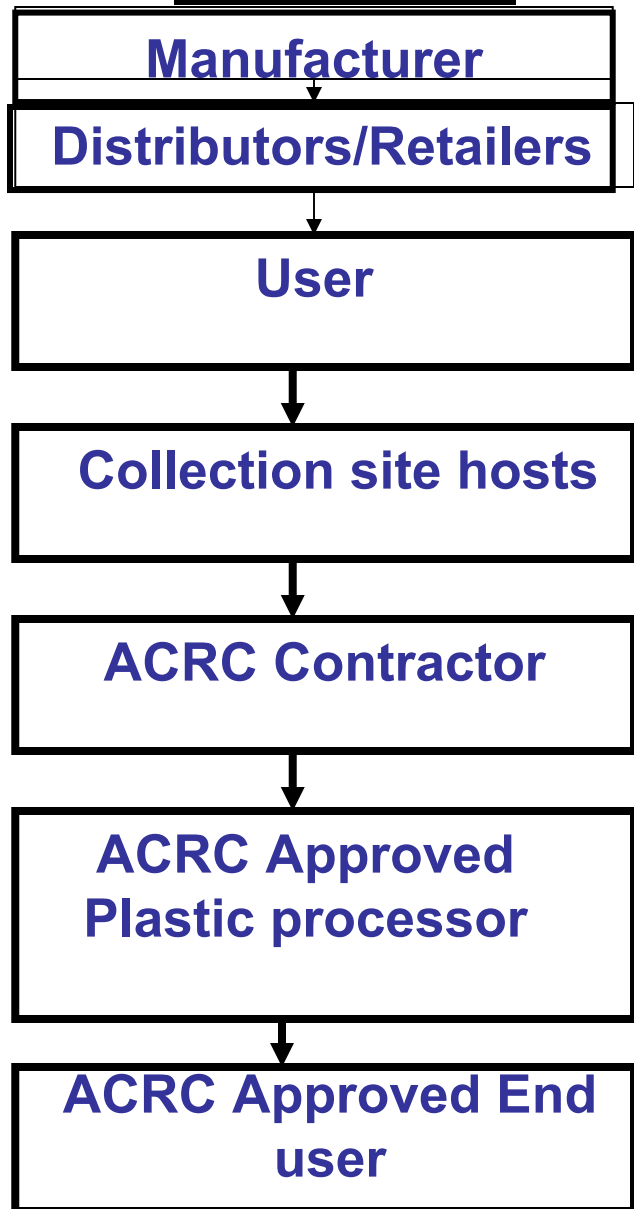 Manufacturer
Distributors/Retailers
User
Collection site hosts
ACRC Contractor
ACRC Approved
Plastic processor
ACRC Approved End
user